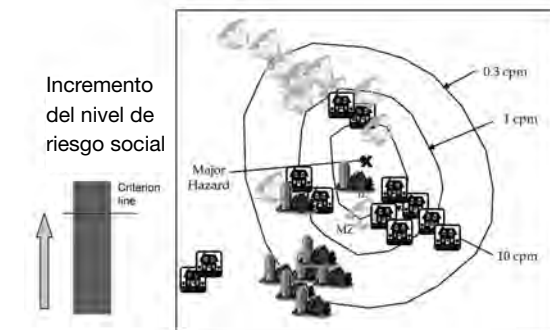 Incremento
del nivel de
riesgo social
Criterion
line
0.3 cpm
1 cpm
Major
Hazard
MZ
10 cpm